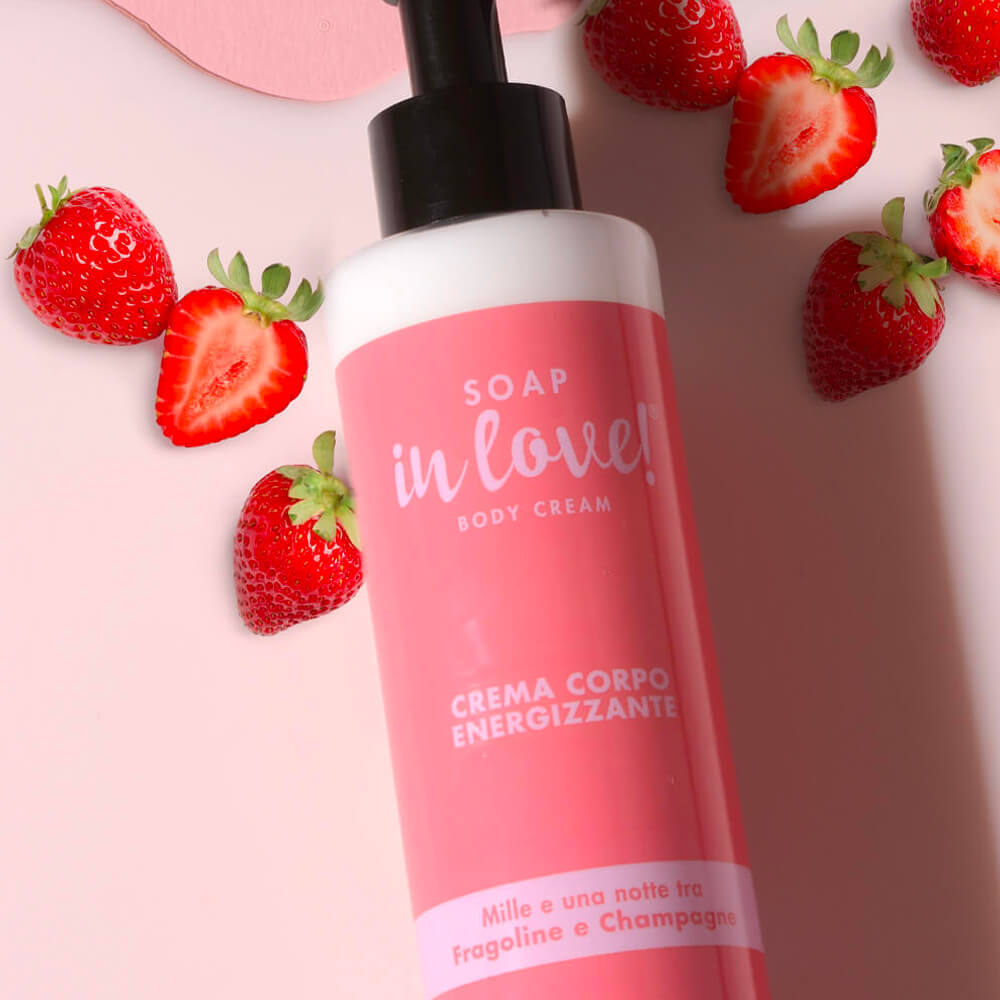 SOAP
in love!®
BODY CREAM
CREMA CORPO
ENERGIZZANTE
Mille e una notte tra
Fragoline e Champagne